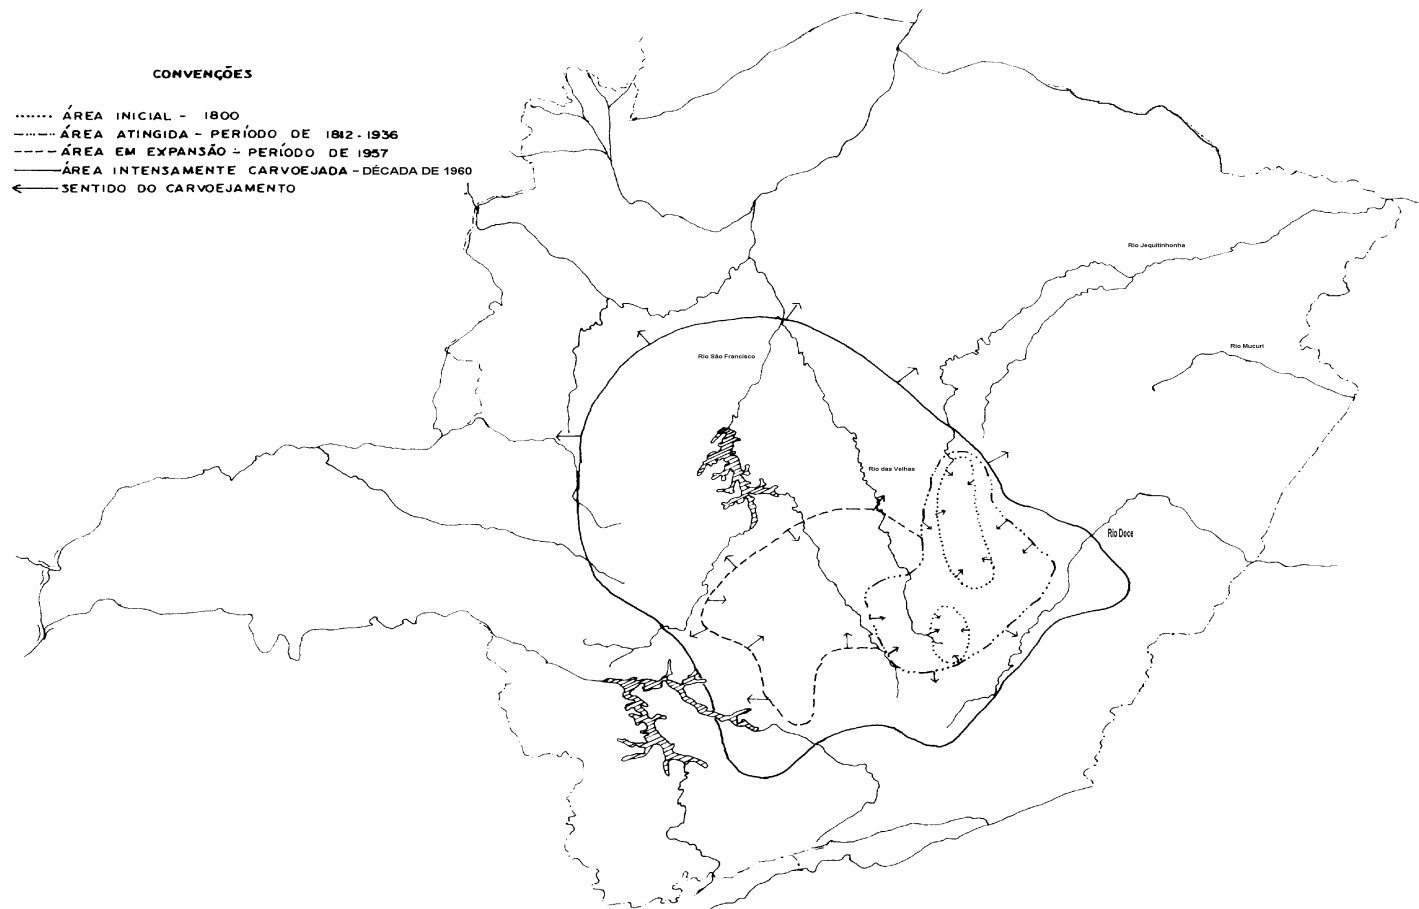 CONVENÇÕES
ÁREA INICIAL - 1800
ÁREA ATINGIDA - PERÍODO DE 1812 - 1936
ÁREA EM EXPANSÃO - PERÍODO DE 1957
ÁREA INTENSAMENTE CARVOEJADA - DÉCADA DE 1960
SENTIDO DO CARVOEJAMENTO
Rio Jequitinhonha
Rio Mucuri
Rio São Francisco
Rio das Velhas
Rio Doce